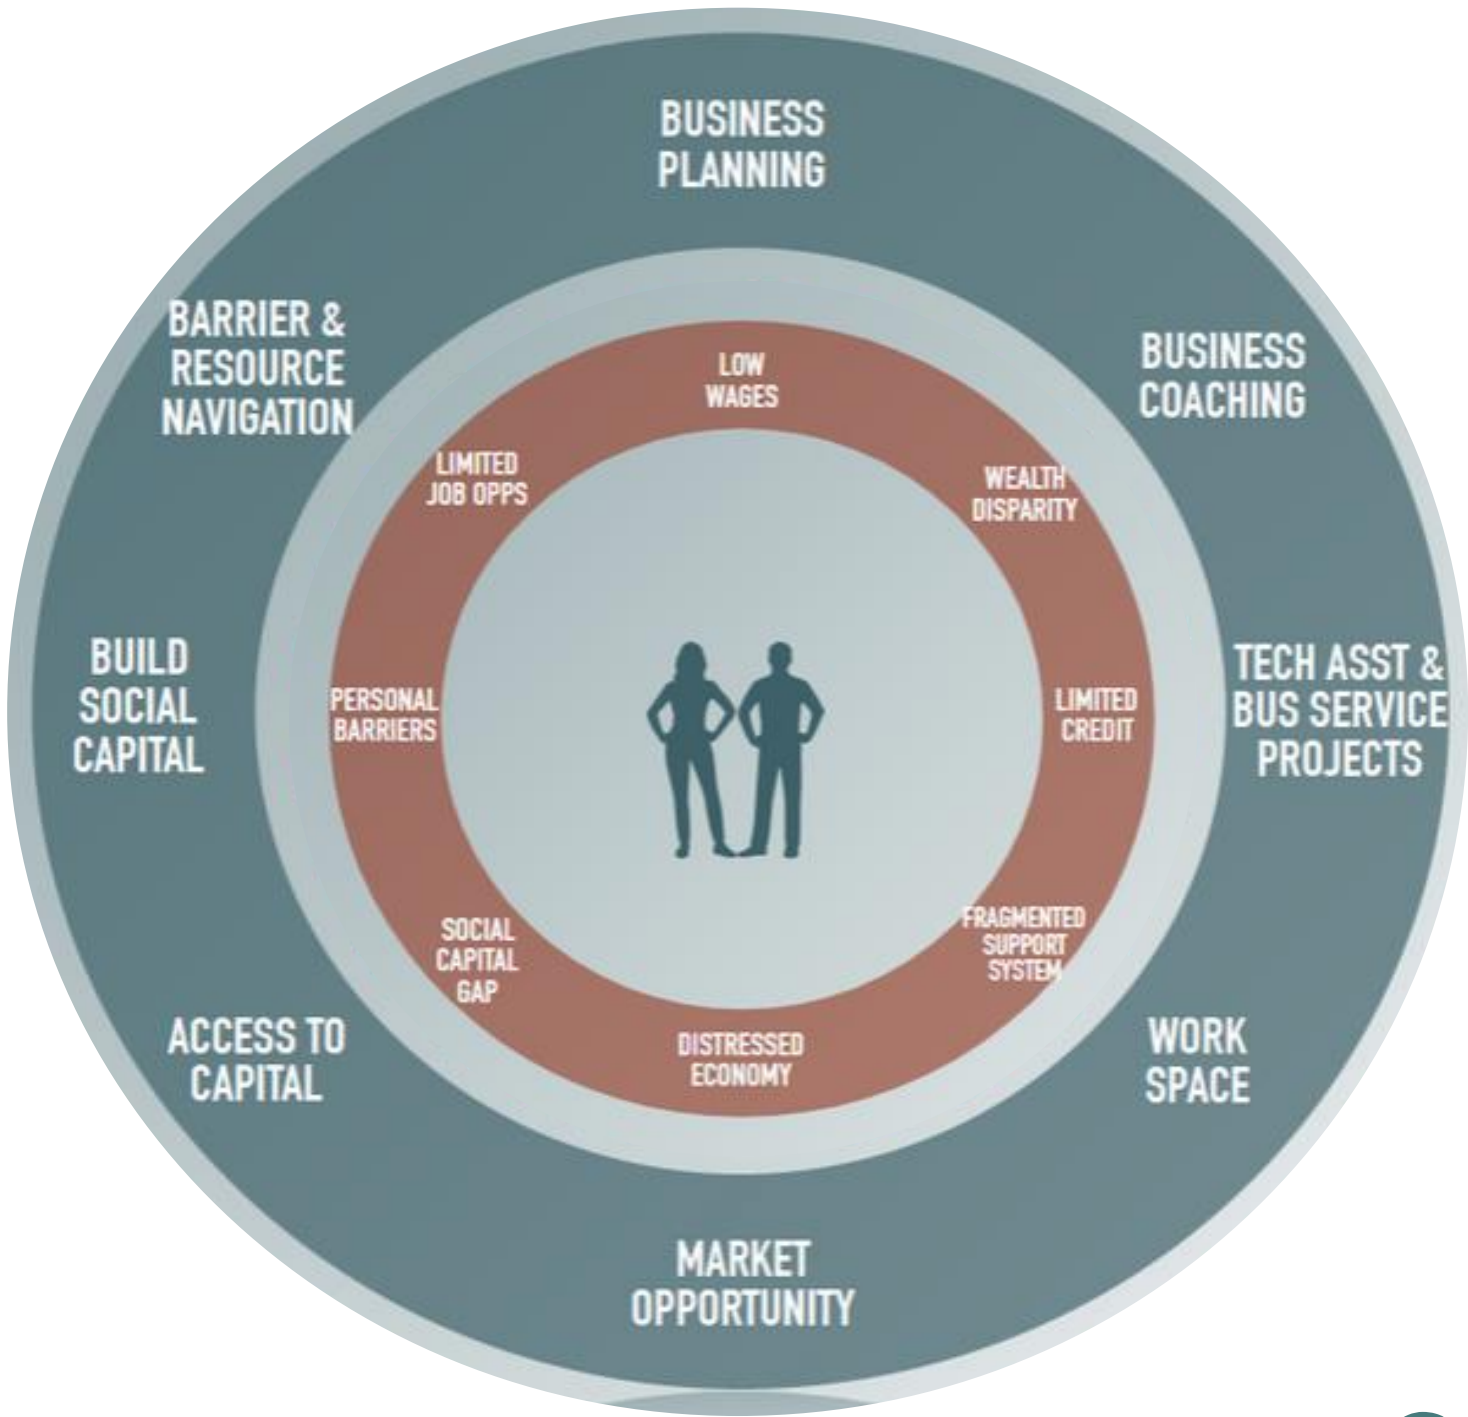 BUSINESS
PLANNING
BUSINESS
COACHING
TECH ASST &
BUS SERVICE
PROJECTS
WORK
SPACE
MARKET
OPPORTUNITY
ACCESS TO
CAPITAL
BUILD
SOCIAL
CAPITAL
BARRIER &
RESOURCE
NAVIGATION
LOW
WAGES
WEALTH
DISPARITY
LIMITED
CREDIT
FRAGMENTED
SUPPORT
SYSTEM
DISTRESSED
ECONOMY
SOCIAL
CAPITAL
GAP
PERSONAL
BARRIERS
LIMITED
JOB OPPS